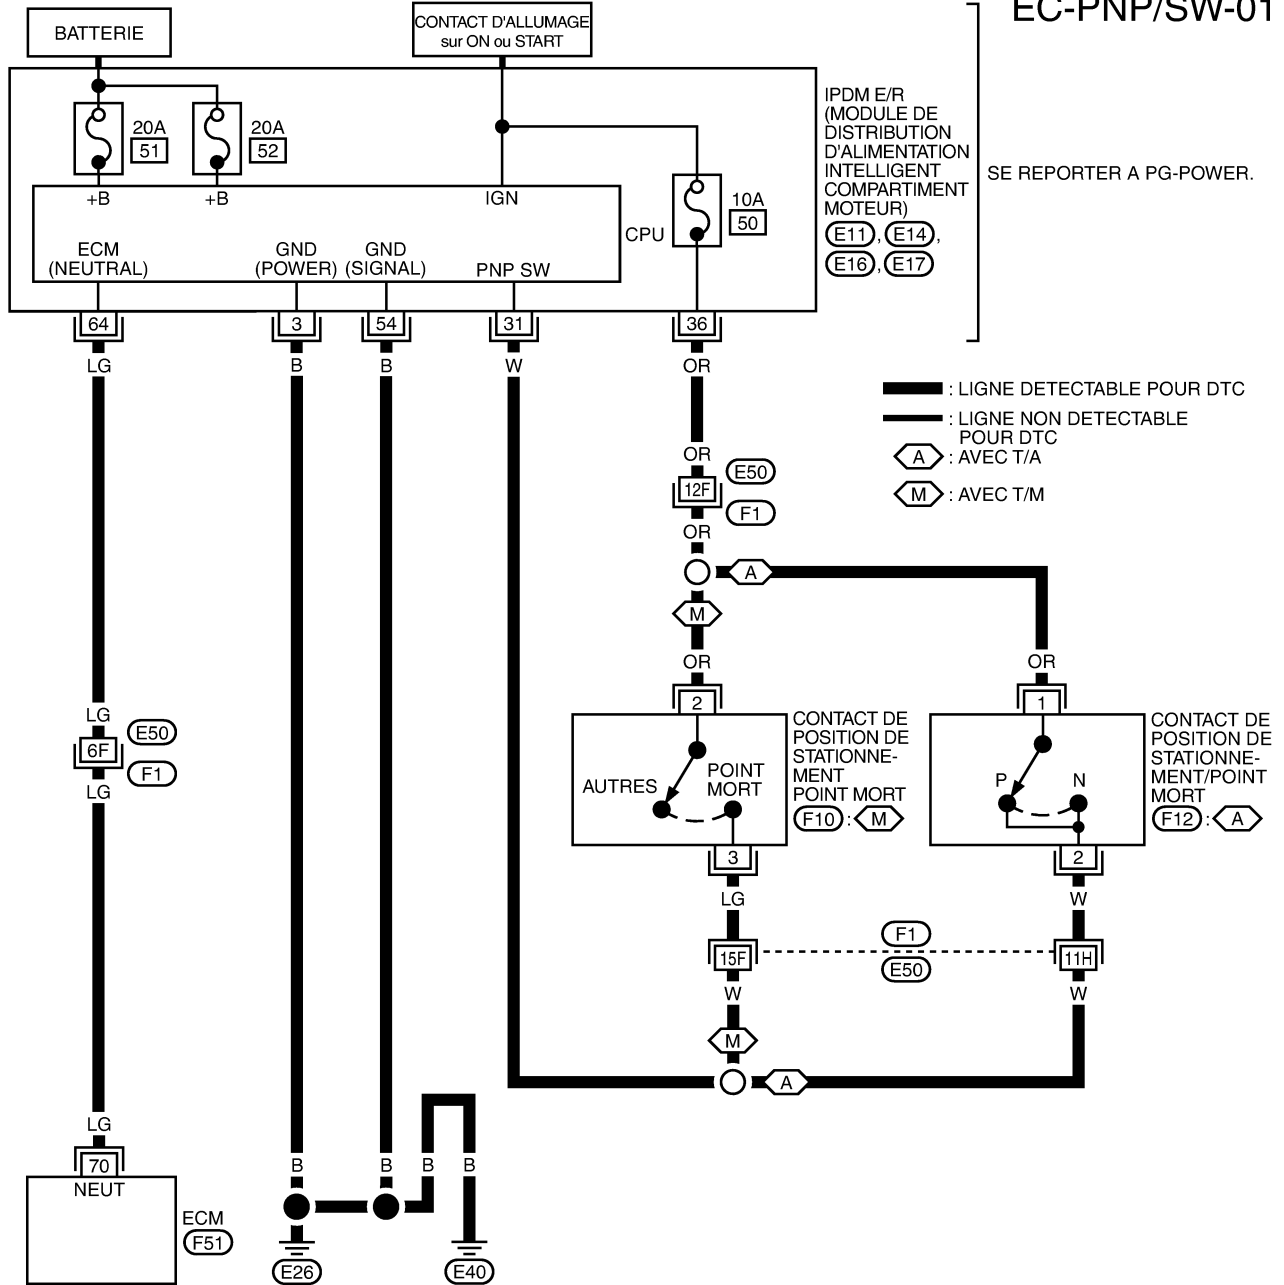 EC-PNP/SW-01
BATTERIE
CONTACT D'ALLUMAGE
sur ON ou START
20A
51
20A
52
10A
50
+B
+B
IGN
CPU
ECM
(NEUTRAL)
GND
(POWER)
GND
(SIGNAL)
PNP SW
IPDM E/R
(MODULE DE
DISTRIBUTION
D'ALIMENTATION
INTELLIGENT
COMPARTIMENT
MOTEUR)
E11, E14,
E16, E17
SE REPORTER A PG-POWER.
64
3
54
31
36
LG
B
B
W
OR
: LIGNE DETECTABLE POUR DTC
: LIGNE NON DETECTABLE
POUR DTC
A : AVEC T/A
M : AVEC T/M
OR
12F
E50
F1
OR
A
M
OR
OR
2
1
LG
6F
E50
F1
LG
AUTRES
POINT
MORT
CONTACT DE
POSITION DE
STATIONNE-
MENT
POINT MORT
F10 : M
P
N
CONTACT DE
POSITION DE
STATIONNE-
MENT/POINT
MORT
F12 : A
3
2
LG
W
15F
F1
E50
11H
W
W
M
A
LG
70
NEUT
ECM
F51
B
B
B
B
E26
E40